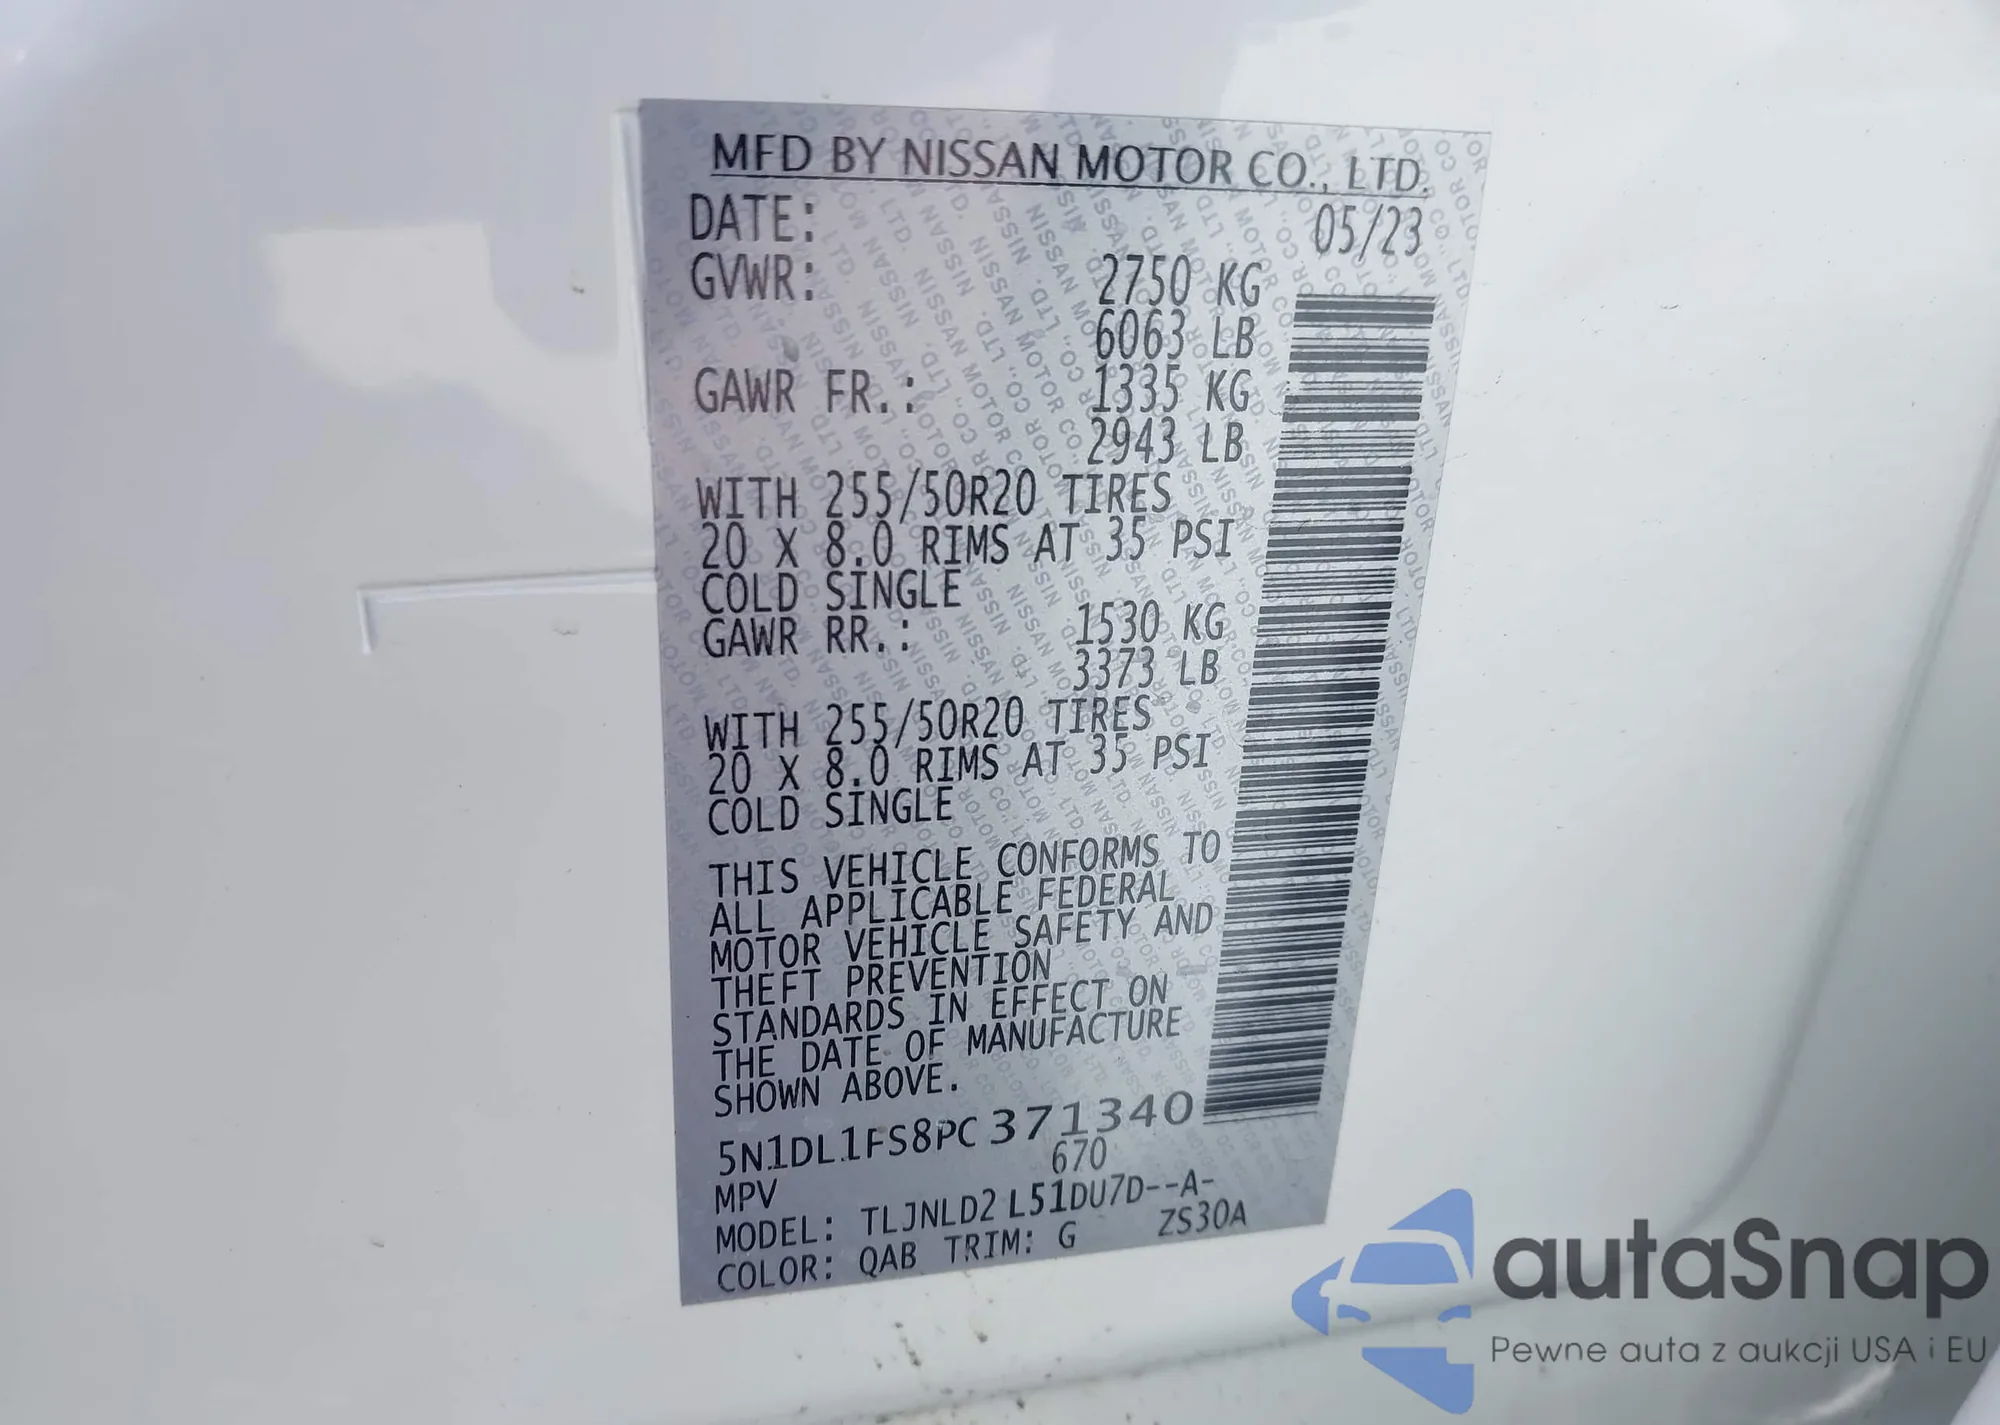 MFD BY NISSAN MOTOR CO., LTD.
DATE: 05/23
GVWR: 2750 KG
6063 LB
GAWR FR.: 1335 KG
2943 LB
WITH 255/50R20 TIRES
20 X 8.0 RIMS AT 35 PSI
COLD SINGLE
GAWR RR.: 1530 KG
3373 LB
WITH 255/50R20 TIRES
20 X 8.0 RIMS AT 35 PSI
COLD SINGLE
THIS VEHICLE CONFORMS TO
ALL APPLICABLE FEDERAL
MOTOR VEHICLE SAFETY AND
THEFT PREVENTION
STANDARDS IN EFFECT ON
THE DATE OF MANUFACTURE
SHOWN ABOVE.
5N1DL1FS8PC371340
670
MPV
MODEL: TLJNLD2 L51DU7D--A-
ZS30A
COLOR: QAB TRIM: G
autaSnap
Pewne auta z aukcji USA i EU